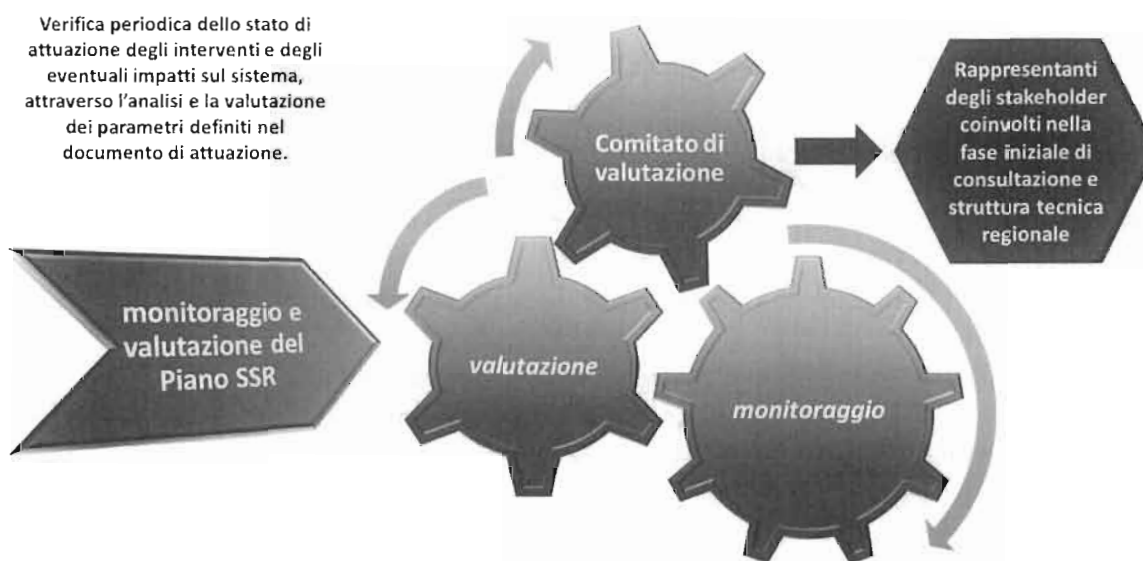 Verifica periodica dello stato di
attuazione degli interventi e degli
eventuali impatti sul sistema,
attraverso l'analisi e la valutazione
dei parametri definiti nel
documento di attuazione.
Comitato di
valutazione
Rappresentanti
degli stakeholder
coinvolti nella
fase iniziale di
consultazione e
struttura tecnica
regionale
monitoraggio e
valutazione del
Piano SSR
valutazione
monitoraggio